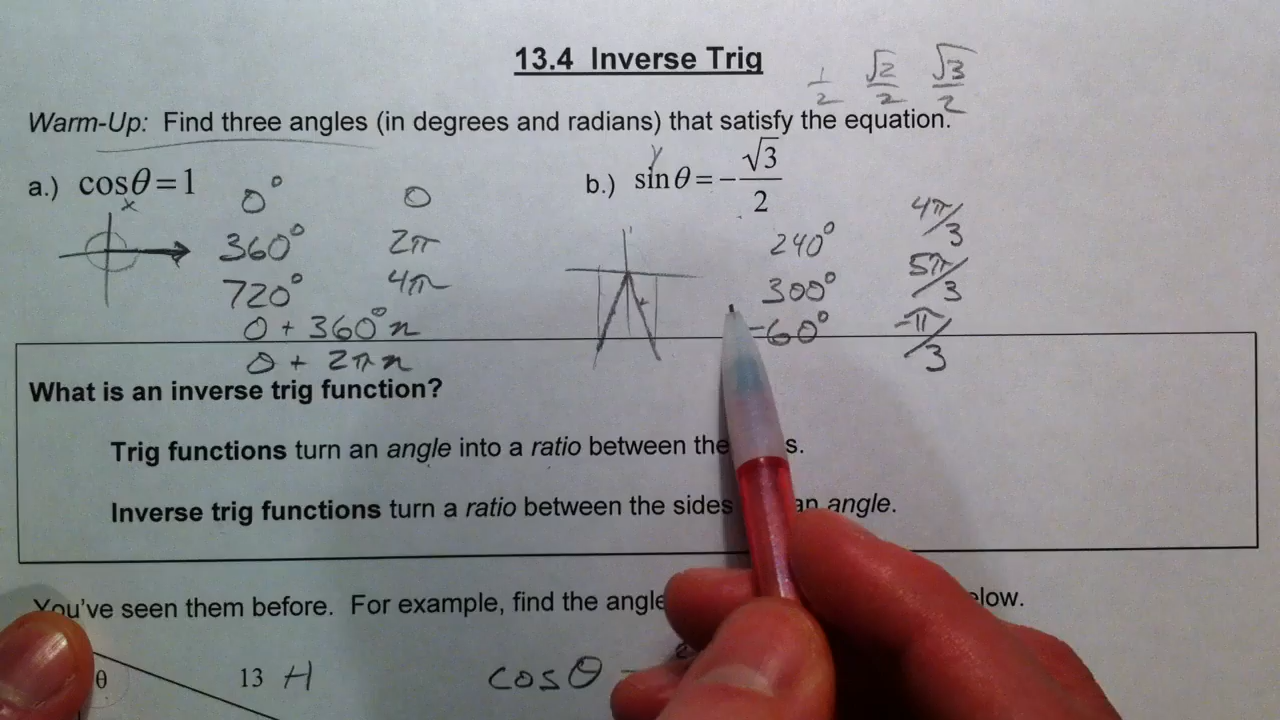 13.4 Inverse Trig
1/2 √2/2 √3/2
Warm-Up: Find three angles (in degrees and radians) that satisfy the equation.
a.) cosθ=1
x
0° 0
360° 2π
720° 4π
0 + 360°n
0 + 2πn
b.) sinθ=-√3/2
y
240° 4π/3
300° 5π/3
-60° -π/3
What is an inverse trig function?
Trig functions turn an angle into a ratio between the s.
Inverse trig functions turn a ratio between the sides an angle.
You've seen them before. For example, find the angle low.
θ 13 H cosθ